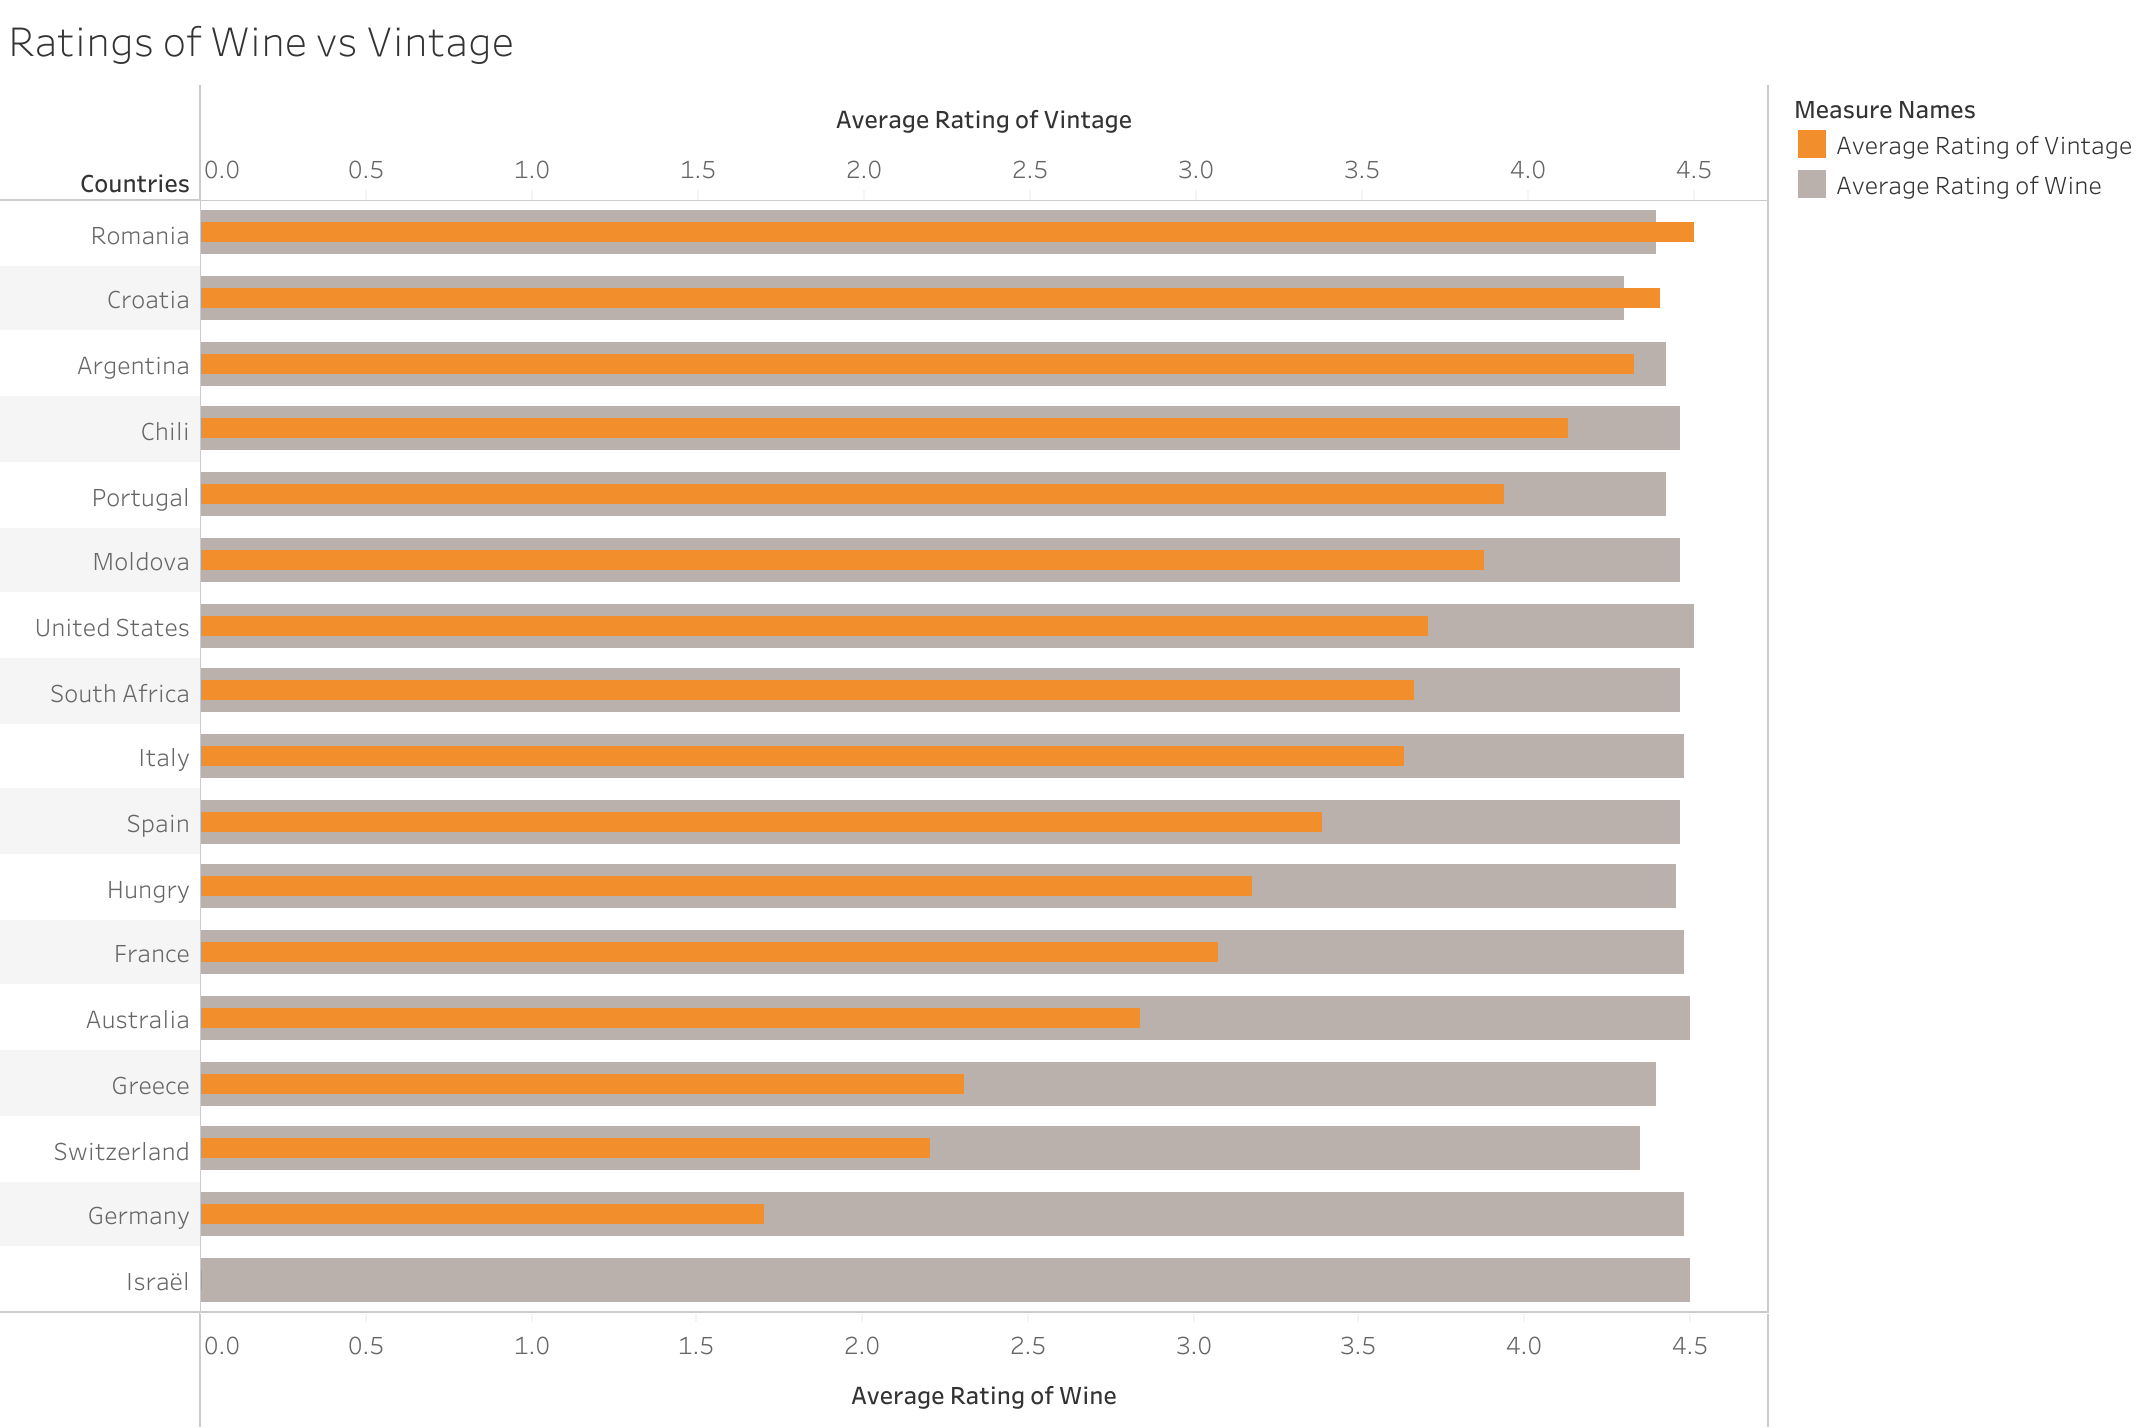 Ratings of Wine vs Vintage
Average Rating of Vintage
Countries
0.0 0.5 1.0 1.5 2.0 2.5 3.0 3.5 4.0 4.5
Romania
Croatia
Argentina
Chili
Portugal
Moldova
United States
South Africa
Italy
Spain
Hungry
France
Australia
Greece
Switzerland
Germany
Israël
0.0 0.5 1.0 1.5 2.0 2.5 3.0 3.5 4.0 4.5
Average Rating of Wine
Measure Names
Average Rating of Vintage
Average Rating of Wine